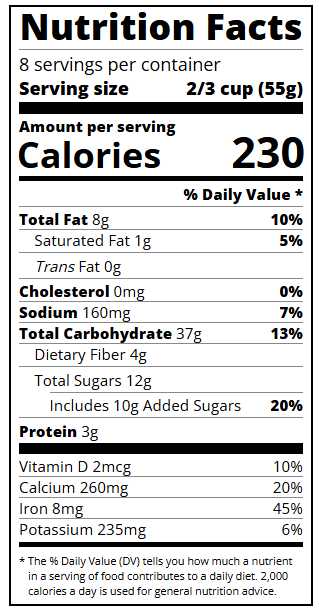 Nutrition Facts
8 servings per container
Serving size 2/3 cup (55g)
Amount per serving
Calories 230
% Daily Value *
Total Fat 8g 10%
Saturated Fat 1g 5%
Trans Fat 0g
Cholesterol 0mg 0%
Sodium 160mg 7%
Total Carbohydrate 37g 13%
Dietary Fiber 4g
Total Sugars 12g
Includes 10g Added Sugars 20%
Protein 3g
Vitamin D 2mcg 10%
Calcium 260mg 20%
Iron 8mg 45%
Potassium 235mg 6%
* The % Daily Value (DV) tells you how much a nutrient
in a serving of food contributes to a daily diet. 2,000
calories a day is used for general nutrition advice.